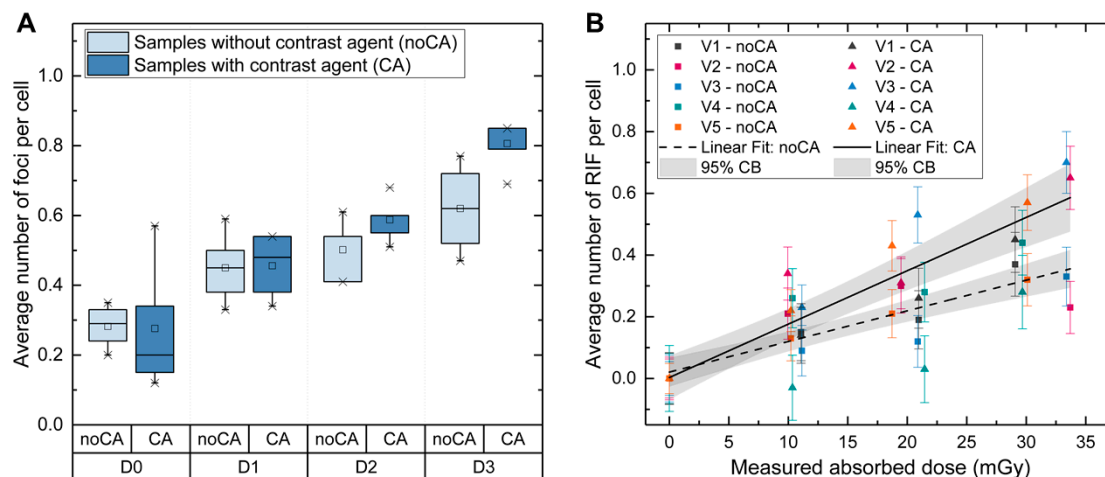 A
Samples without contrast agent (noCA)
Samples with contrast agent (CA)
Average number of foci per cell
1.0
0.8
0.6
0.4
0.2
0.0
noCA CA noCA CA noCA CA noCA CA
D0 D1 D2 D3
B
V1 - noCA V1 - CA
V2 - noCA V2 - CA
V3 - noCA V3 - CA
V4 - noCA V4 - CA
V5 - noCA V5 - CA
Linear Fit: noCA Linear Fit: CA
95% CB 95% CB
Average number of RIF per cell
1.0
0.8
0.6
0.4
0.2
0.0
0 5 10 15 20 25 30 35
Measured absorbed dose (mGy)